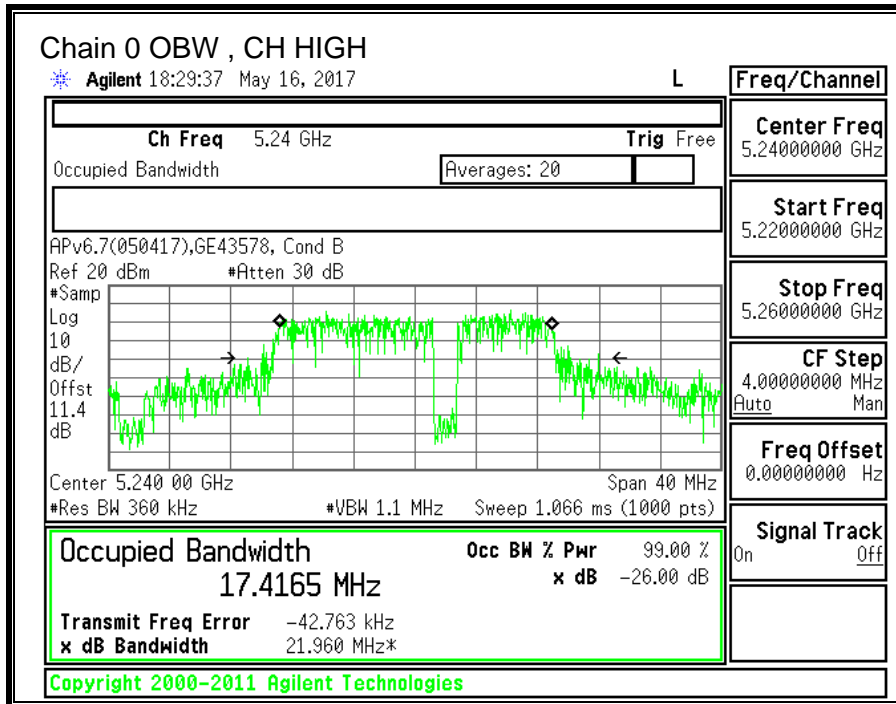 Chain 0 OBW , CH HIGH
Agilent 18:29:37 May 16, 2017 L
Ch Freq 5.24 GHz Trig Free
Occupied Bandwidth Averages: 20
APv6.7(050417),GE43578, Cond B
Ref 20 dBm #Atten 30 dB
#Samp
Log
10
dB/
Offst
11.4
dB
Center 5.240 00 GHz Span 40 MHz
#Res BW 360 kHz #VBW 1.1 MHz Sweep 1.066 ms (1000 pts)
Occupied Bandwidth Occ BW % Pwr 99.00 %
17.4165 MHz x dB -26.00 dB
Transmit Freq Error -42.763 kHz
x dB Bandwidth 21.960 MHz*
Copyright 2000-2011 Agilent Technologies
Freq/Channel
Center Freq
5.24000000 GHz
Start Freq
5.22000000 GHz
Stop Freq
5.26000000 GHz
CF Step
4.00000000 MHz
Auto Man
Freq Offset
0.00000000 Hz
Signal Track
On Off